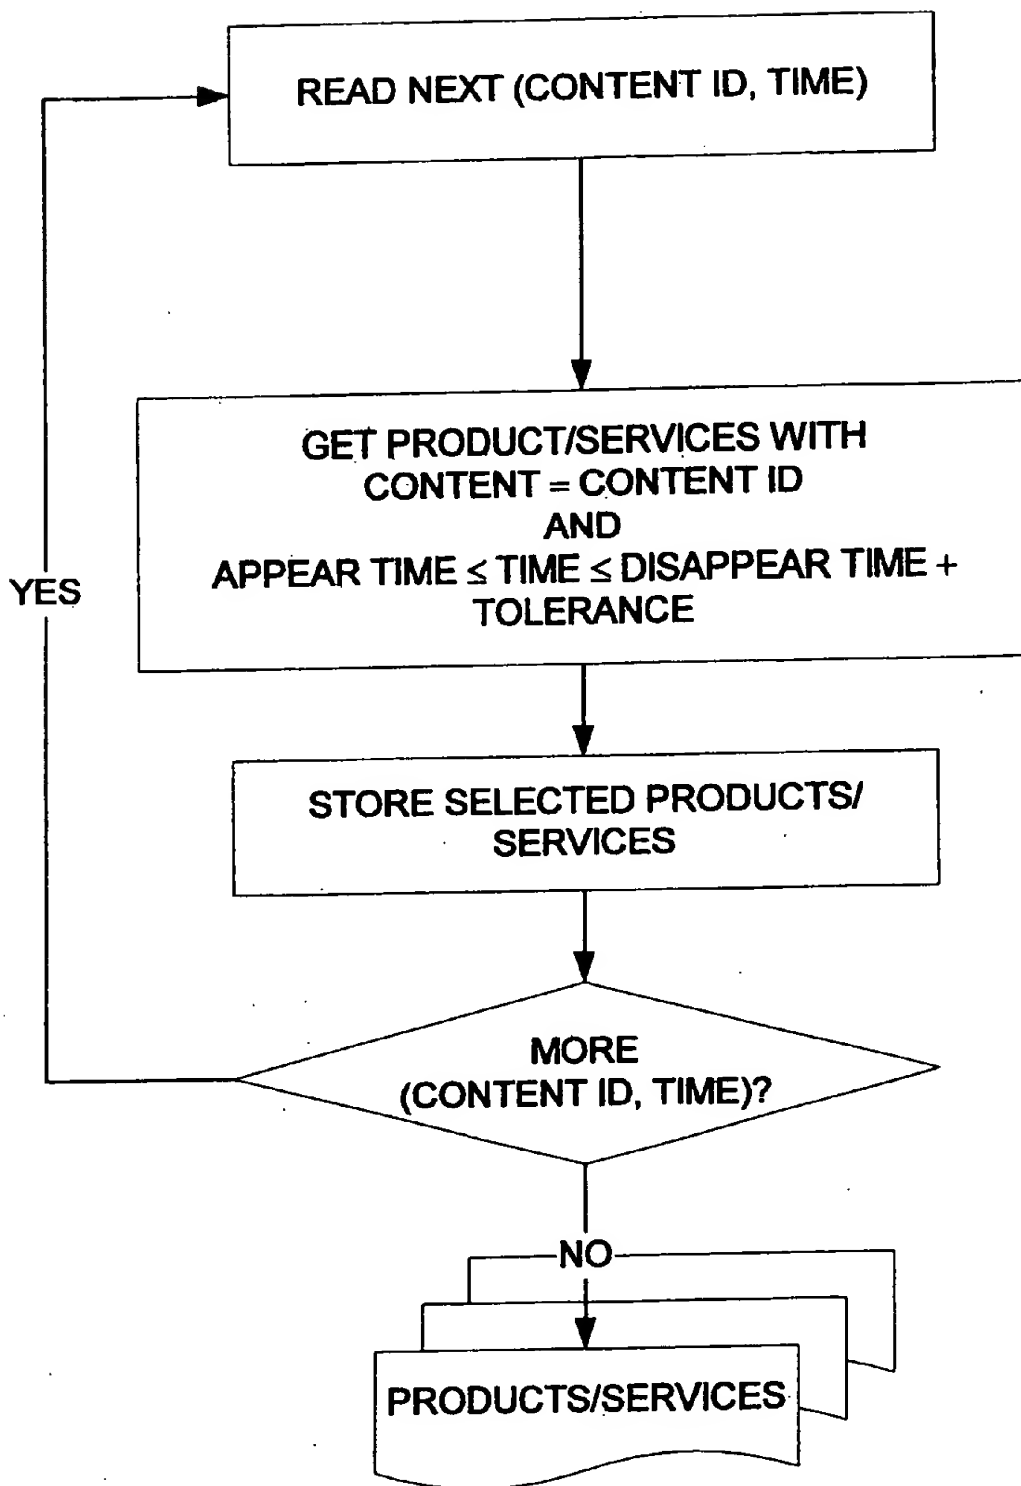 READ NEXT (CONTENT ID, TIME)
GET PRODUCT/SERVICES WITH
CONTENT = CONTENT ID
AND
APPEAR TIME ≤ TIME ≤ DISAPPEAR TIME +
TOLERANCE
YES
STORE SELECTED PRODUCTS/
SERVICES
MORE
(CONTENT ID, TIME)?
NO
PRODUCTS/SERVICES